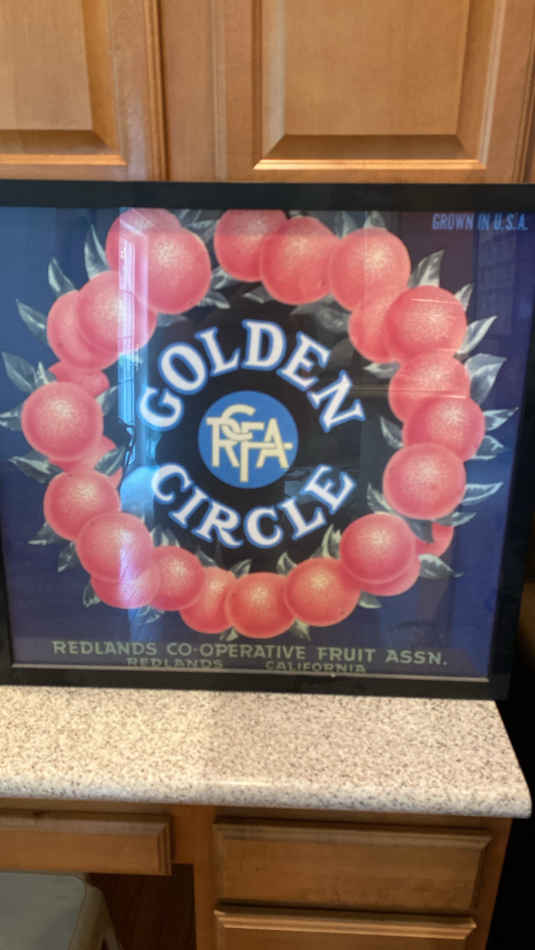 GROWN IN U.S.A.
GOLDEN
RCFA
CIRCLE
REDLANDS CO-OPERATIVE FRUIT ASSN.
REDLANDS CALIFORNIA